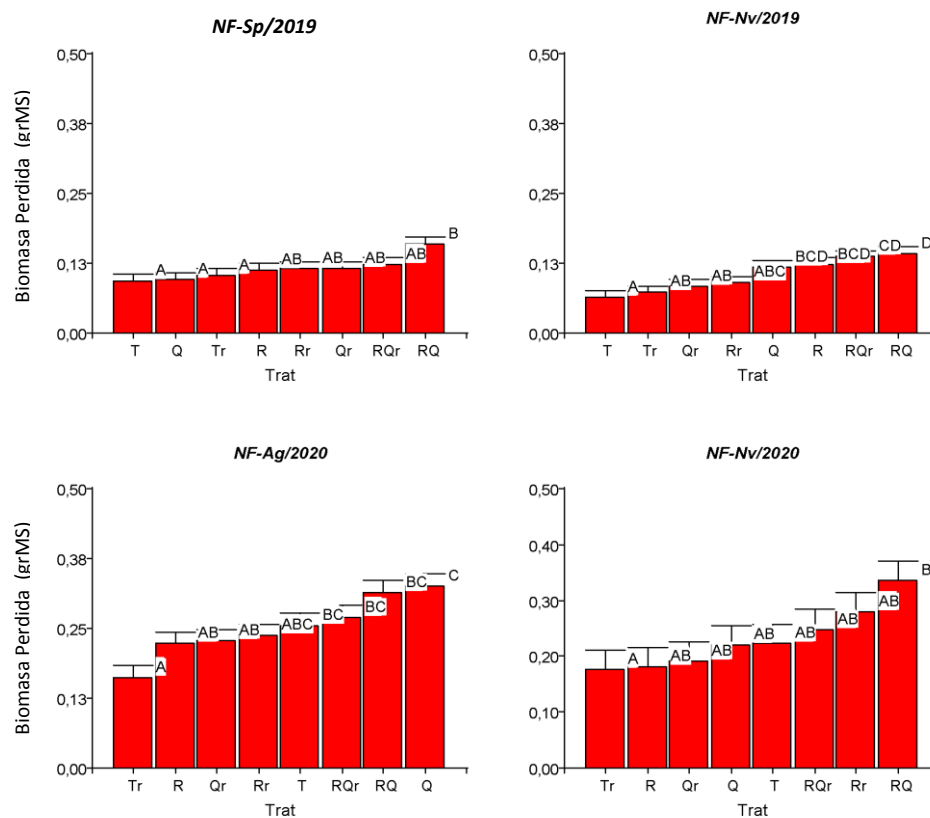 NF-Sp/2019
Biomasa Perdida (grMS)
0,50
0,38
0,25
0,13
0,00
A
A
A
AB
AB
AB
AB
B
T Q Tr R Rr Qr RQr RQ
Trat
NF-Nv/2019
0,50
0,38
0,25
0,13
0,00
A
AB
AB
ABC
BCD
BCD
CD
D
T Tr Qr Rr Q R RQr RQ
Trat
NF-Ag/2020
Biomasa Perdida (grMS)
0,50
0,38
0,25
0,13
0,00
A
AB
AB
ABC
BC
BC
BC
C
Tr R Qr Rr T RQr RQ Q
Trat
NF-Nv/2020
0,50
0,40
0,30
0,20
0,10
0,00
A
AB
AB
AB
AB
AB
AB
B
Tr R Qr Q T RQr Rr RQ
Trat